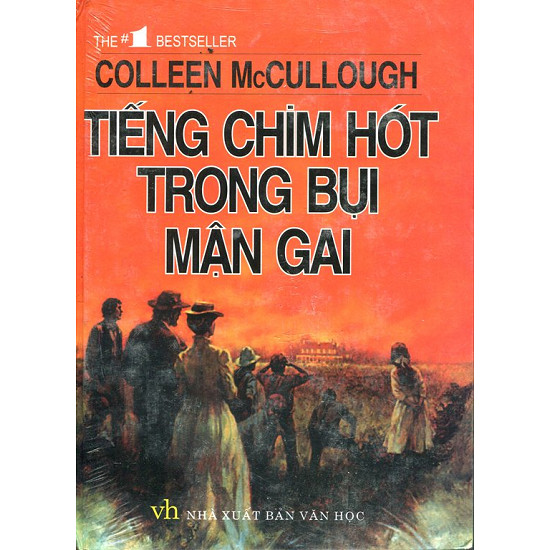 THE #1 BESTSELLER
COLLEEN McCULLOUGH
TIẾNG CHIM HÓT
TRONG BỤI
MẬN GAI
vh NHÀ XUẤT BẢN VĂN HỌC